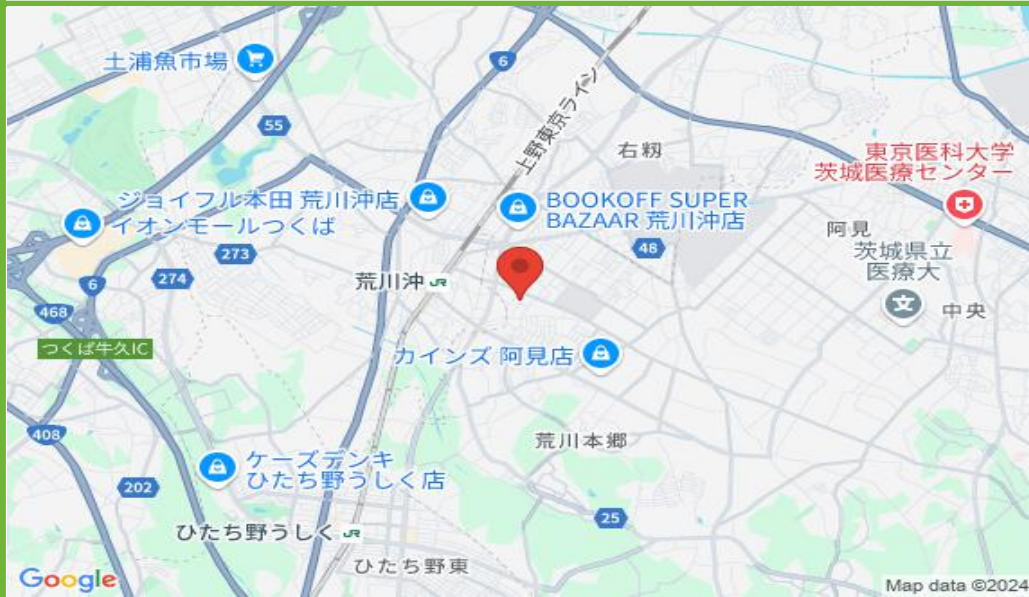 土浦魚市場
6
55
上野東京ライン
右籾
東京医科大学
茨城医療センター
ジョイフル本田 荒川沖店
イオンモールつくば
BOOKOFF SUPER
BAZAAR 荒川沖店
阿見
48
273
茨城県立
医療大
274
6
荒川沖 JR
中央
468
つくば牛久IC
カインズ 阿見店
408
荒川本郷
ケーズデンキ
ひたち野うしく店
202
25
ひたち野うしく JR
ひたち野東
Google
Map data ©2024